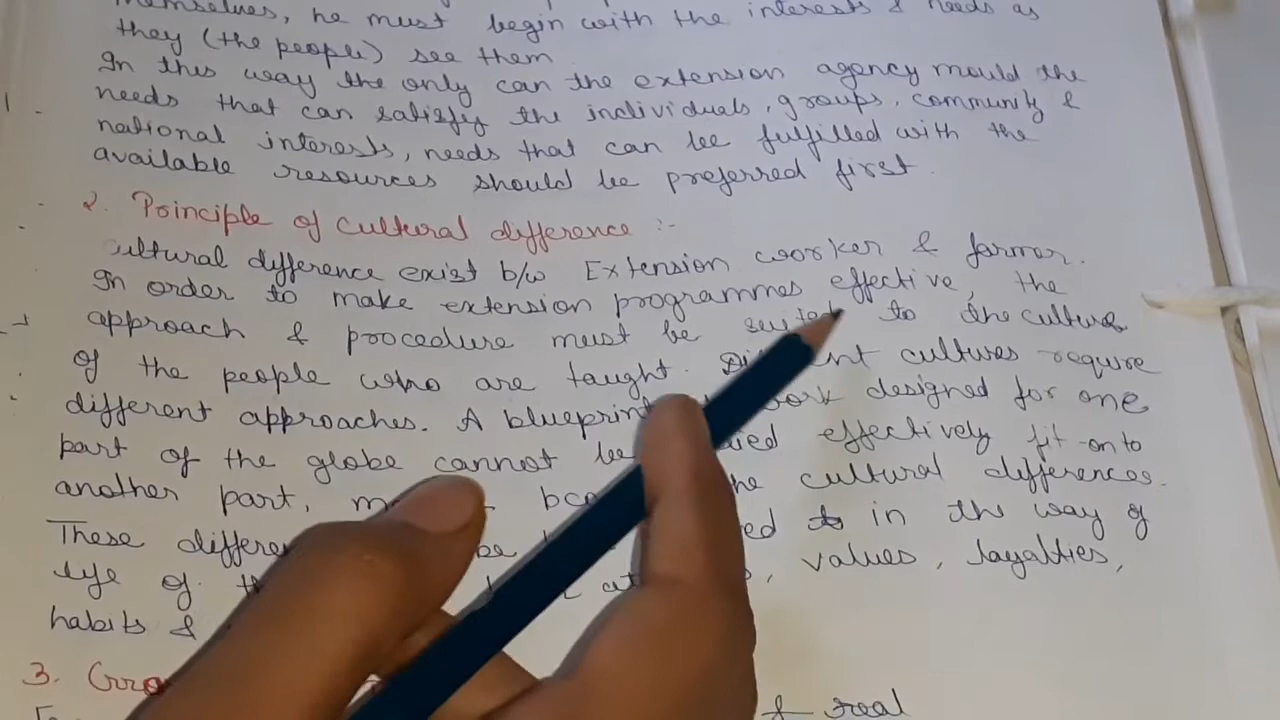 themselves, he must begin with the interests & needs as
they (the people) see them
In this way the only can the extension agency mould the
needs that can satisfy the individuals, groups, community &
national interests, needs that can be fulfilled with the
available resources should be preferred first.
2. Principle of cultural difference :-
Cultural difference exist b/w Extension worker & farmer.
In order to make extension programmes effective, the
approach & procedure must be suited to the culture
of the people who are taught. cultures require
different approaches. A blueprint work designed for one
part of the globe cannot be effectively fit onto
another part, cultural differences.
These in the way of
life of values, loyalties,
habits &
3.
& real